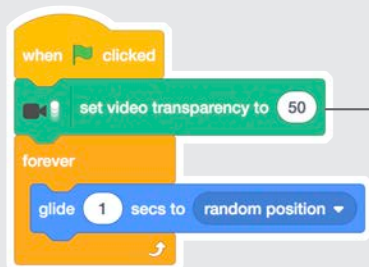 when clicked
set video transparency to 50
forever
glide 1 secs to random position